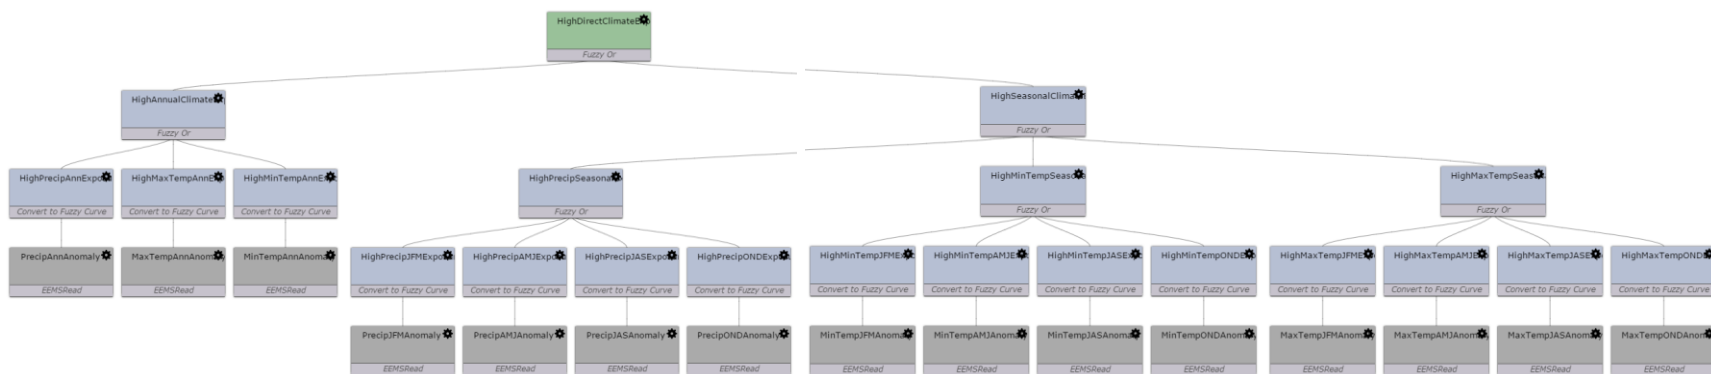 HighDirectClimateE
Fuzzy Or
HighAnnualClimate
Fuzzy Or
HighSeasonalClima
Fuzzy Or
HighPrecipAnnExpo
Convert to Fuzzy Curve
HighMaxTempAnnE
Convert to Fuzzy Curve
HighMinTempAnnE
Convert to Fuzzy Curve
HighPrecipSeasona
Fuzzy Or
HighMinTempSeaso
Fuzzy Or
HighMaxTempSeas
Fuzzy Or
PrecipAnnAnomaly
EEMSRead
MaxTempAnnAnom
EEMSRead
MinTempAnnAnoma
EEMSRead
HighPrecipJFMExpo
Convert to Fuzzy Curve
HighPrecipAMJExpo
Convert to Fuzzy Curve
HighPrecipJASExpo
Convert to Fuzzy Curve
HighPrecipONDExp
Convert to Fuzzy Curve
HighMinTempJFME
Convert to Fuzzy Curve
HighMinTempAMJE
Convert to Fuzzy Curve
HighMinTempJASE
Convert to Fuzzy Curve
HighMinTempOND
Convert to Fuzzy Curve
HighMaxTempJFME
Convert to Fuzzy Curve
HighMaxTempAMJE
Convert to Fuzzy Curve
HighMaxTempJASE
Convert to Fuzzy Curve
HighMaxTempOND
Convert to Fuzzy Curve
PrecipJFMAnomaly
EEMSRead
PrecipAMJAnomaly
EEMSRead
PrecipJASAnomaly
EEMSRead
PrecipONDAnomaly
EEMSRead
MinTempJFMAnom
EEMSRead
MinTempAMJAnom
EEMSRead
MinTempJASAnoma
EEMSRead
MinTempONDAnom
EEMSRead
MaxTempJFMAnom
EEMSRead
MaxTempAMJAnom
EEMSRead
MaxTempJASAnom
EEMSRead
MaxTempONDAnom
EEMSRead